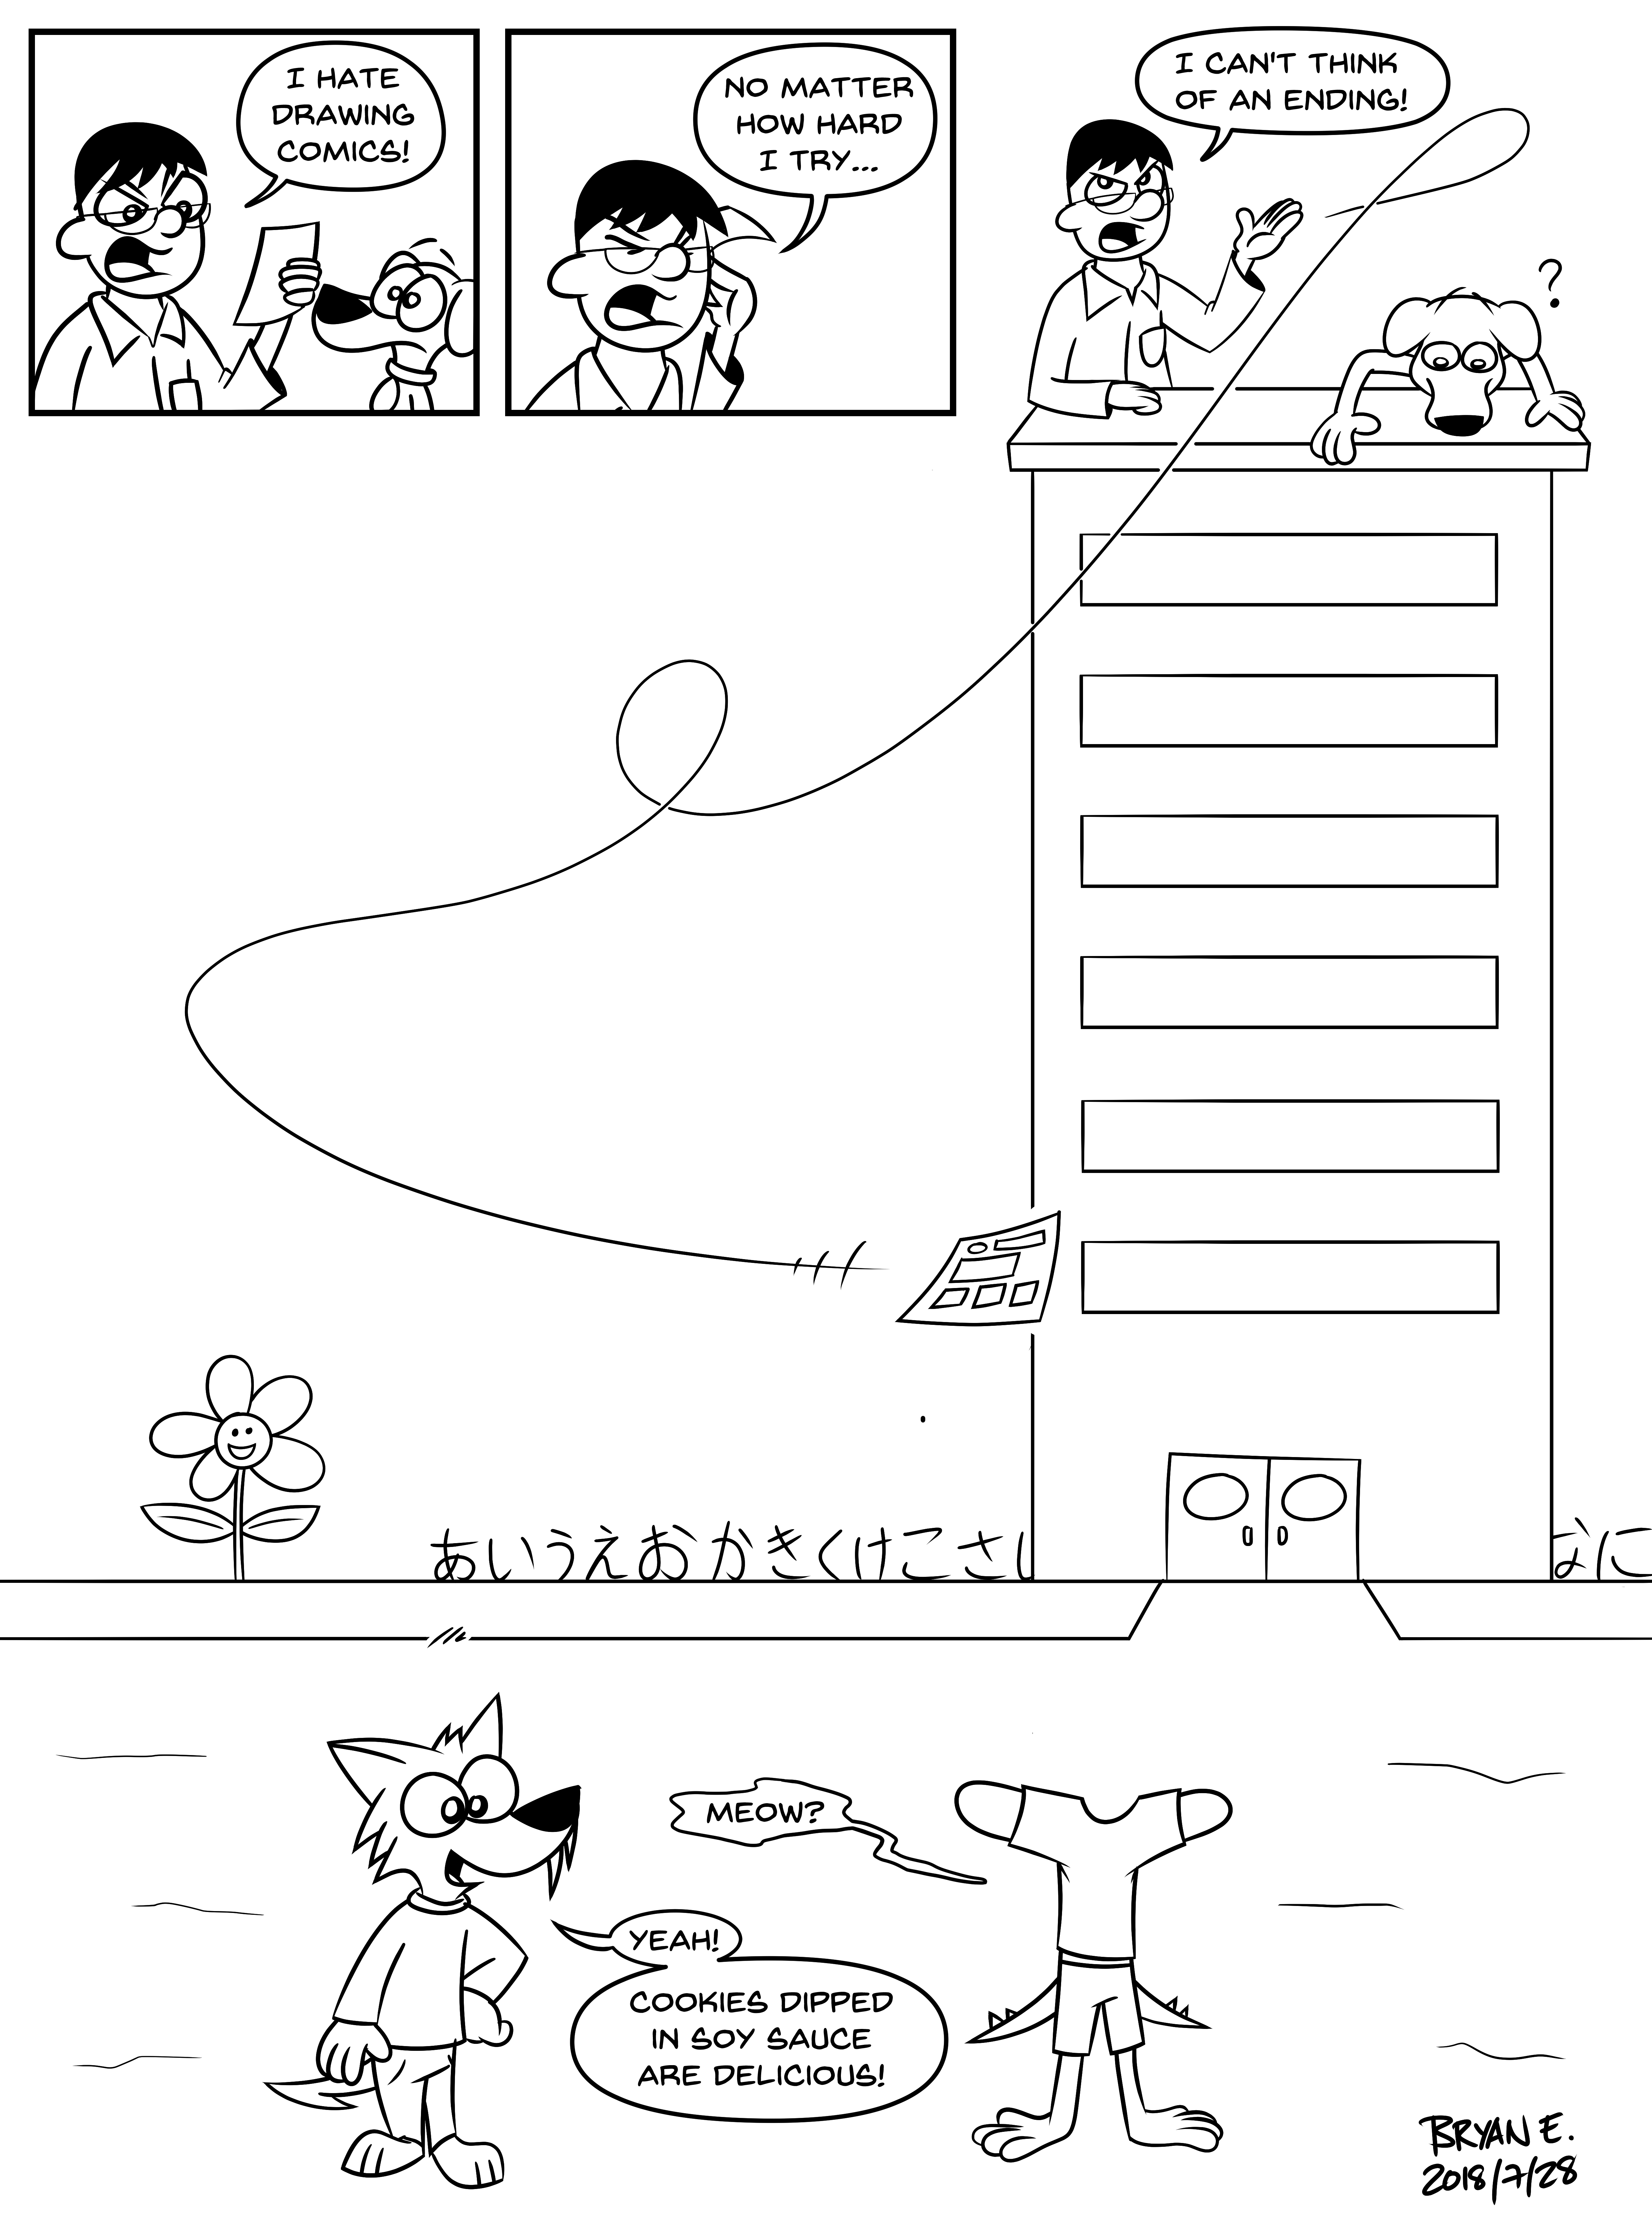 I HATE
DRAWING
COMICS!
NO MATTER
HOW HARD
I TRY...
I CAN'T THINK
OF AN ENDING!
?
あいうえおかきくけこさし
なに
MEOW?
YEAH!
COOKIES DIPPED
IN SOY SAUCE
ARE DELICIOUS!
BRYAN E.
2018/7/28